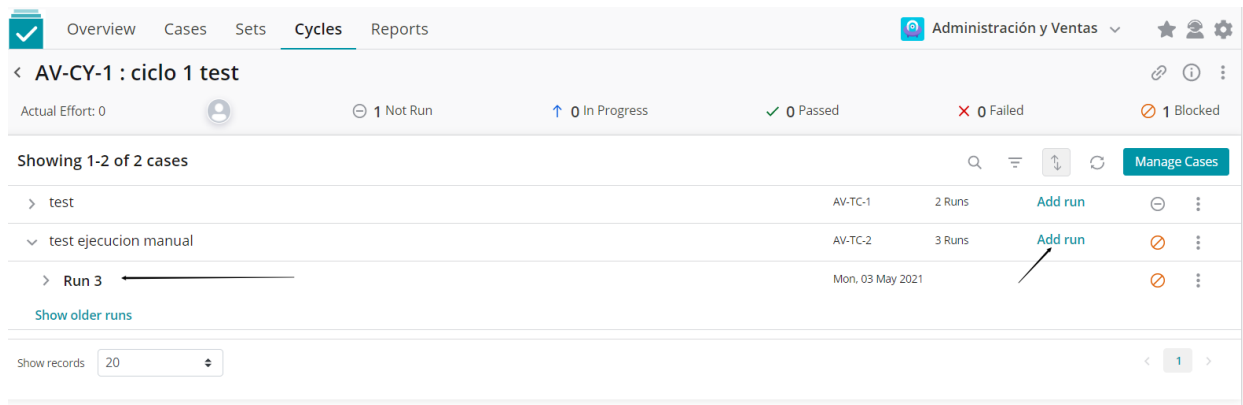 Overview Cases Sets Cycles Reports Administración y Ventas
AV-CY-1 : ciclo 1 test
Actual Effort: 0 1 Not Run 0 In Progress 0 Passed 0 Failed 1 Blocked
Showing 1-2 of 2 cases Manage Cases
test AV-TC-1 2 Runs Add run
test ejecucion manual AV-TC-2 3 Runs Add run
Run 3 Mon, 03 May 2021
Show older runs
Show records 20 1